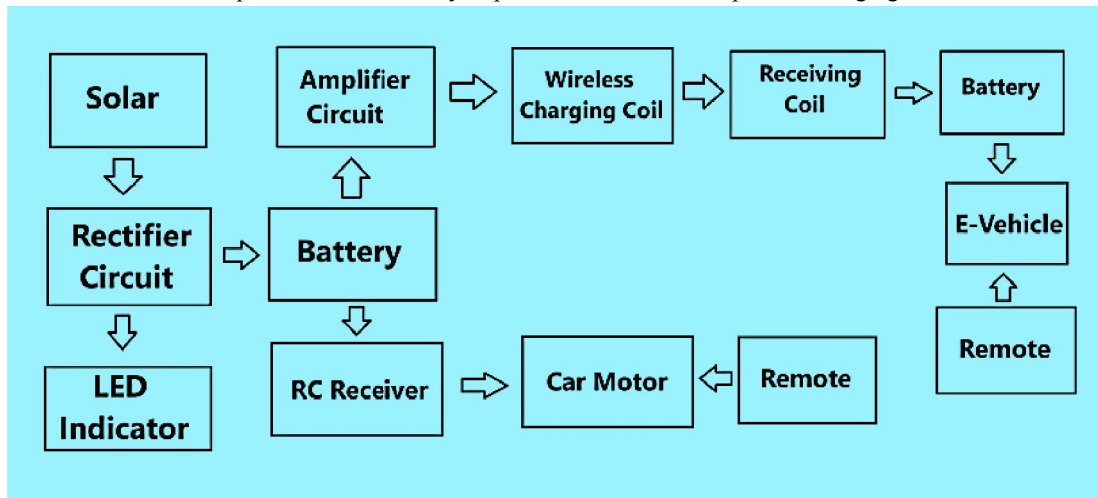 Solar
Amplifier
Circuit
Wireless
Charging Coil
Receiving
Coil
Battery
Rectifier
Circuit
Battery
E-Vehicle
LED
Indicator
RC Receiver
Car Motor
Remote
Remote